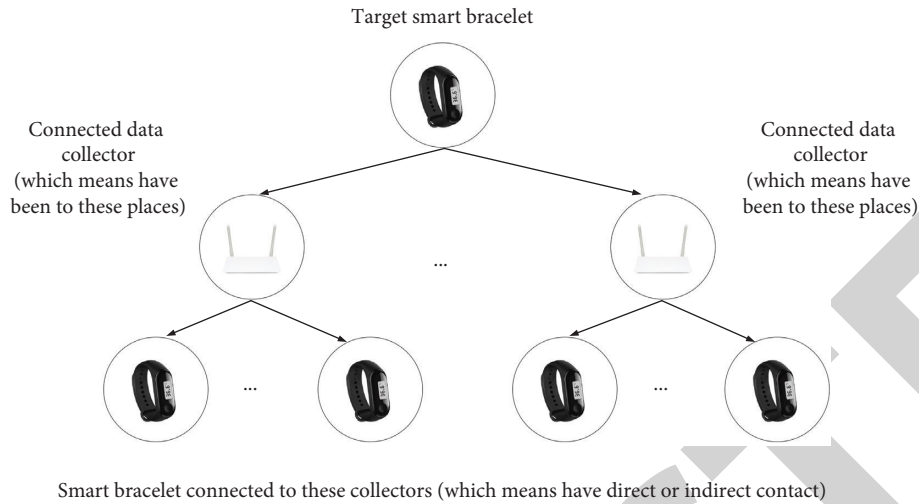 Target smart bracelet
Connected data
collector
(which means have
been to these places)
Connected data
collector
(which means have
been to these places)
...
...
...
Smart bracelet connected to these collectors (which means have direct or indirect contact)